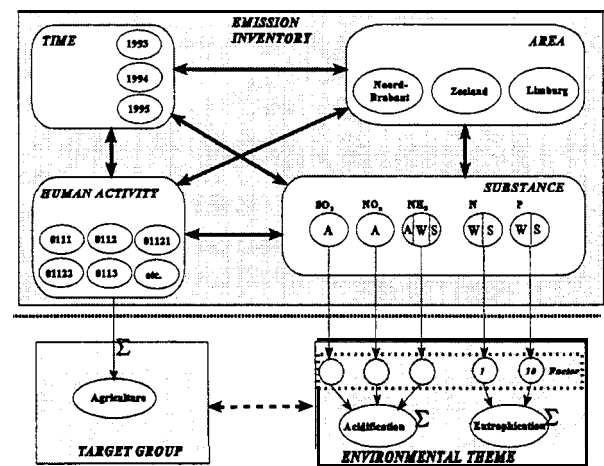 EMISSION
INVENTORY
TIME
1993
1994
1995
AREA
Noord-
Brabant
Zeeland
Limburg
HUMAN ACTIVITY
0111
0112
01121
01122
0113
etc.
SUBSTANCE
SO₂
NOₓ
NH₃
N
P
A
A
A W S
W S
W S
Σ
Agriculture
TARGET GROUP
1
10
Factor
Acidification
Σ
Eutrophication
Σ
ENVIRONMENTAL THEME